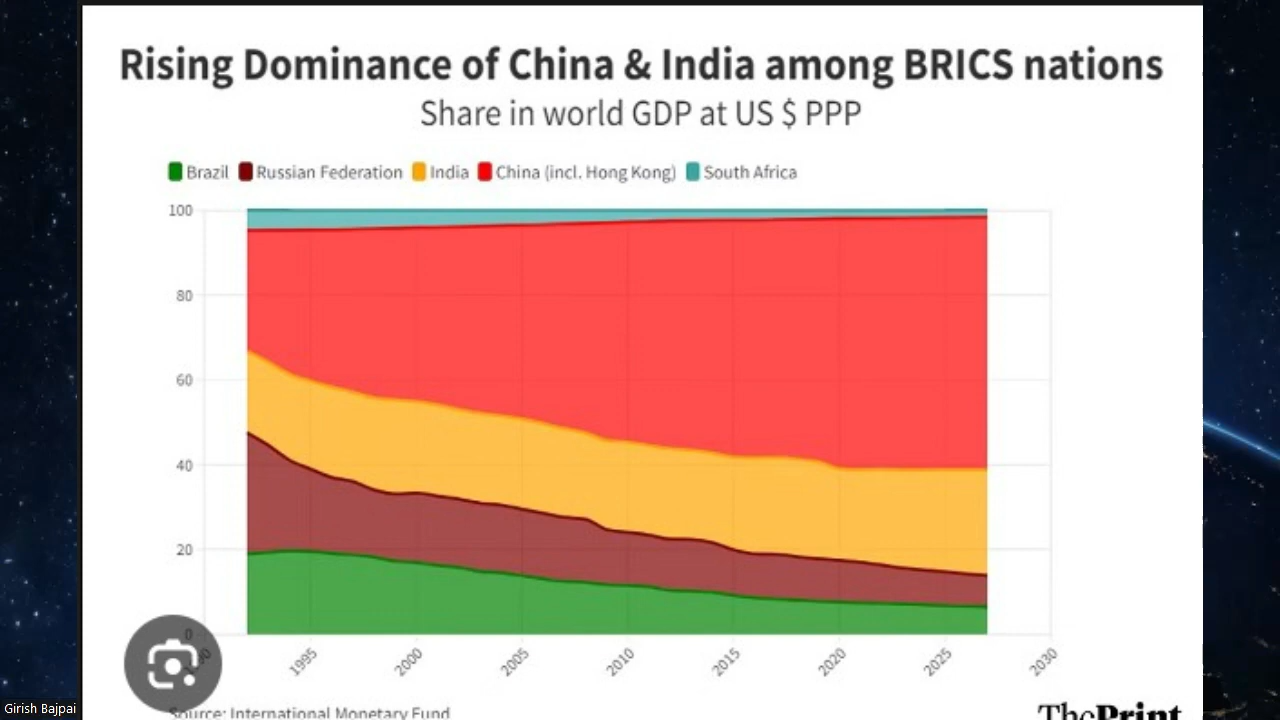 Rising Dominance of China & India among BRICS nations
Share in world GDP at US $ PPP
Brazil Russian Federation India China (incl. Hong Kong) South Africa
100
80
60
40
20
0
1995 2000 2005 2010 2015 2020 2025 2030
Source: International Monetary Fund
ThePrint
Girish Bajpai